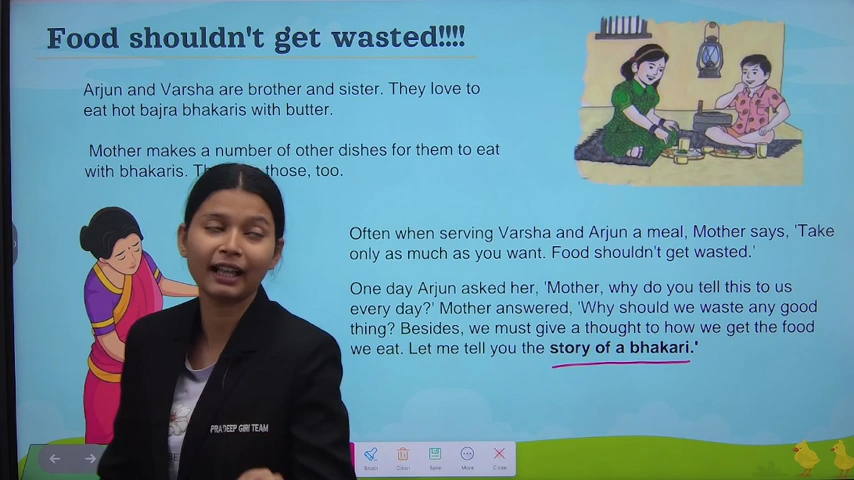 Food shouldn't get wasted!!!!
Arjun and Varsha are brother and sister. They love to
eat hot bajra bhakaris with butter.
Mother makes a number of other dishes for them to eat
with bhakaris. those, too.
Often when serving Varsha and Arjun a meal, Mother says, 'Take
only as much as you want. Food shouldn't get wasted.'
One day Arjun asked her, 'Mother, why do you tell this to us
every day?' Mother answered, 'Why should we waste any good
thing? Besides, we must give a thought to how we get the food
we eat. Let me tell you the story of a bhakari.'
PRADEEP GIRI TEAM
Brush Clean Save More Close